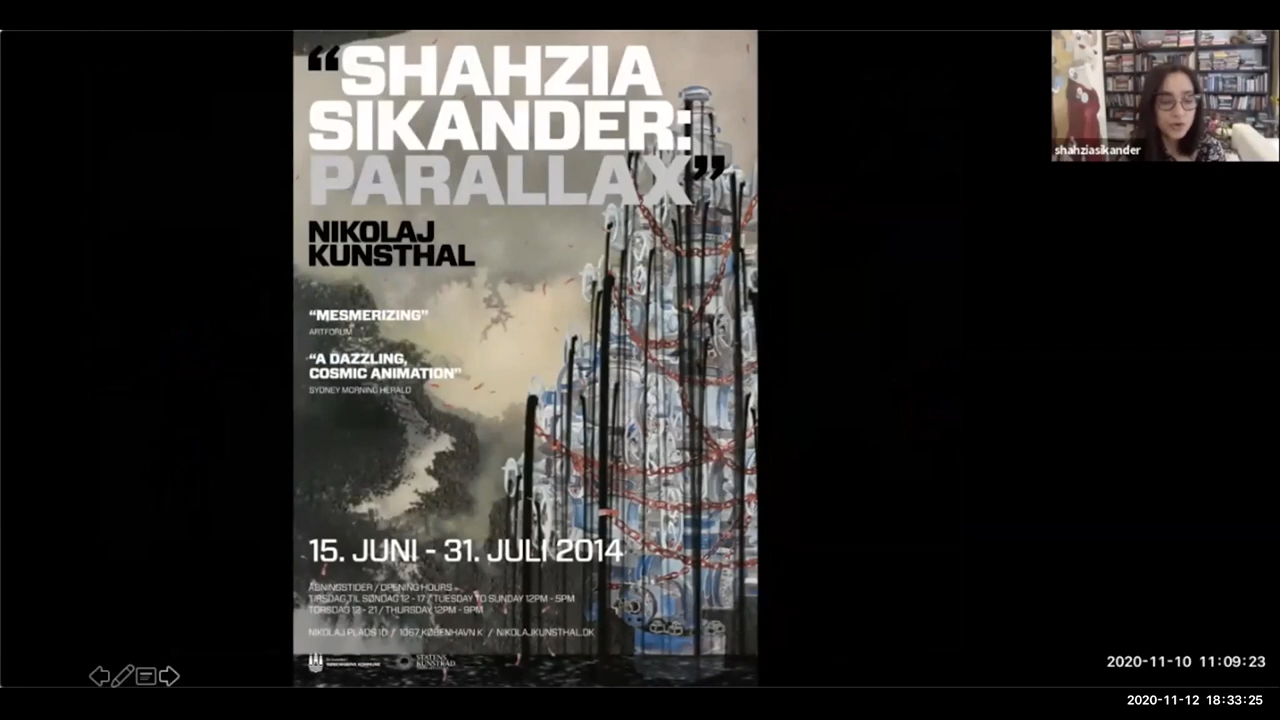 “SHAHZIA
SIKANDER:
PARALLAX”
NIKOLAJ
KUNSTHAL
“MESMERIZING”
ARTFORUM
“A DAZZLING,
COSMIC ANIMATION”
SYDNEY MORNING HERALD
15. JUNI - 31. JULI 2014
ÅBNINGSTIDER / OPENING HOURS
TIRSDAG TIL SØNDAG 12 - 17 / TUESDAY TO SUNDAY 12PM - 5PM
TORSDAG 12 - 21 / THURSDAY 12PM - 9PM
NIKOLAJ PLADS 10 / 1067 KØBENHAVN K / NIKOLAJKUNSTHAL.DK
KØBENHAVNS KOMMUNE
STATENS
KUNSTRÅD
shahziasikander
2020-11-10 11:09:23
2020-11-12 18:33:25